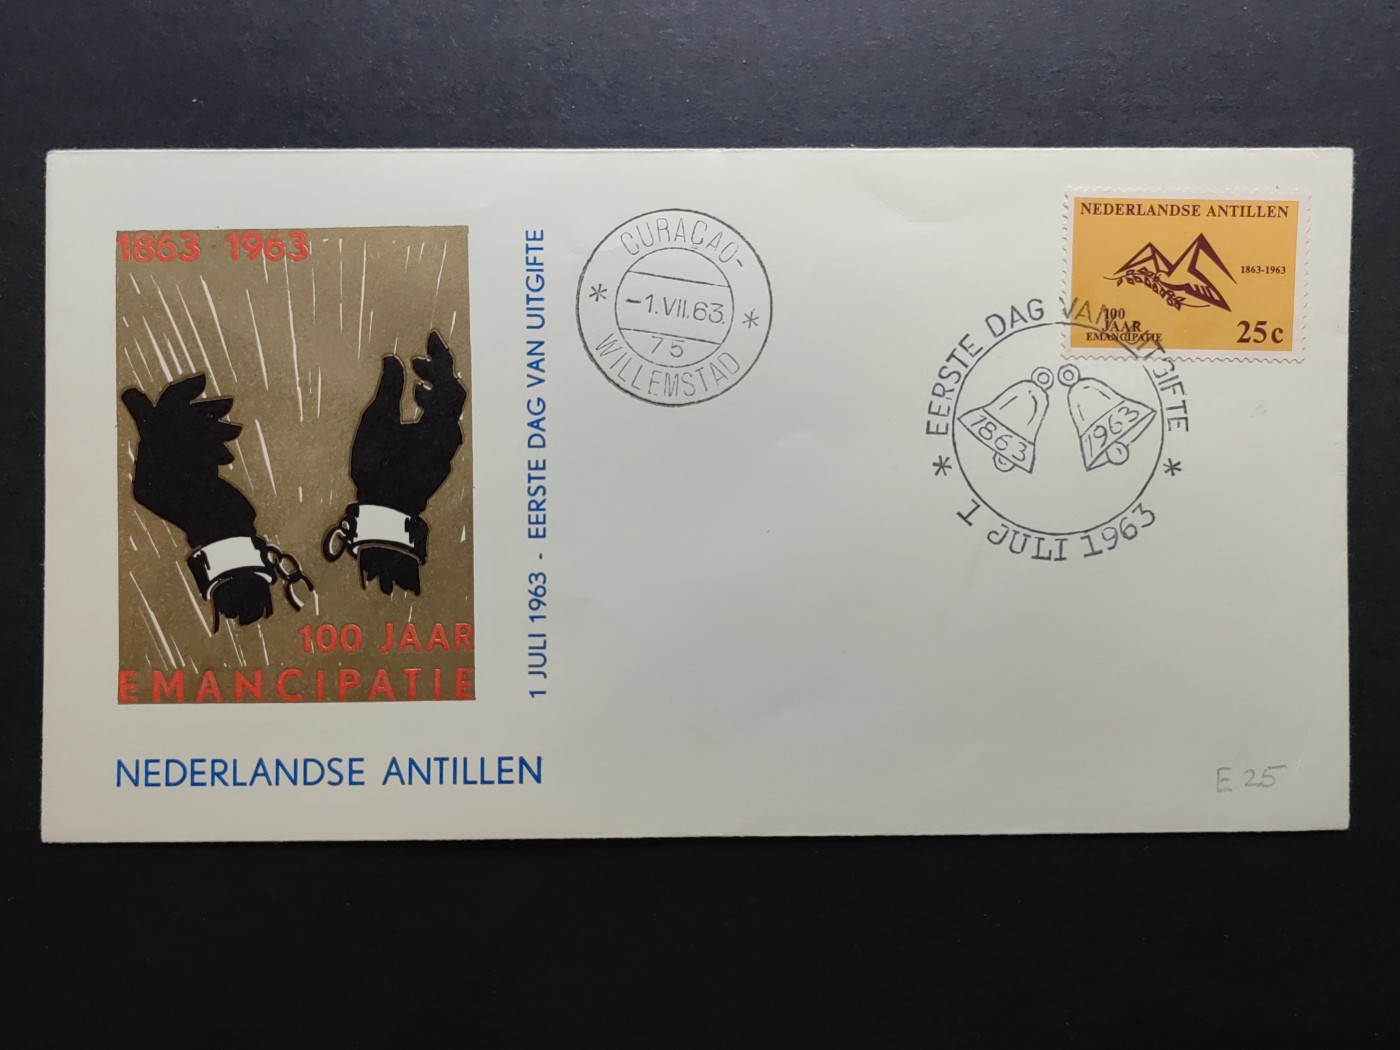 1863 · 1963
100 JAAR
EMANCIPATIE
NEDERLANDSE ANTILLEN
1 JULI 1963 - EERSTE DAG VAN UITGIFTE
CURAÇAO-
-1.VII.63.
75
WILLEMSTAD
NEDERLANDSE ANTILLEN
1863-1963
100
JAAR
EMANCIPATIE
25c
EERSTE DAG VAN UITGIFTE
1863
1963
1 JULI 1963
E 25